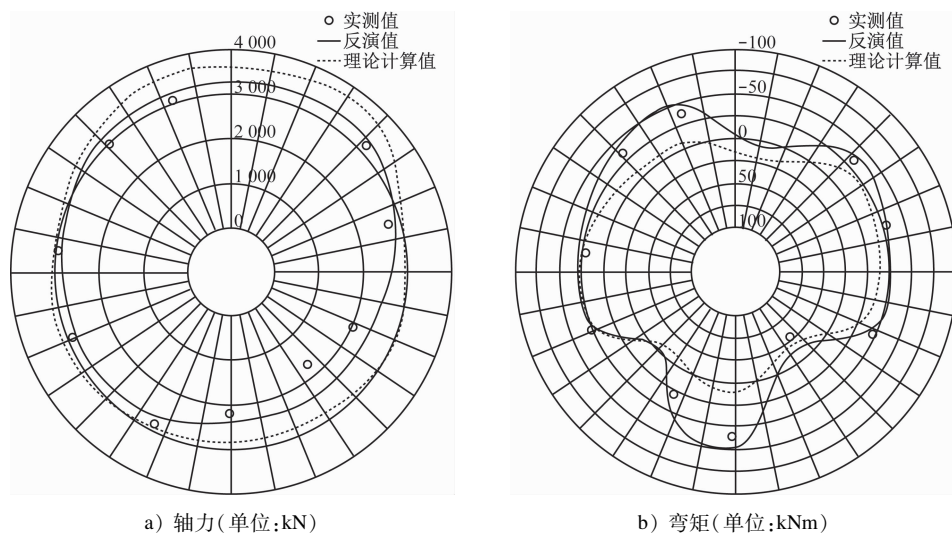 ○ 实测值
反演值
理论计算值
4 000
3 000
2 000
1 000
0
a) 轴力(单位:kN)
○ 实测值
反演值
理论计算值
-100
-50
0
50
100
b) 弯矩(单位:kNm)